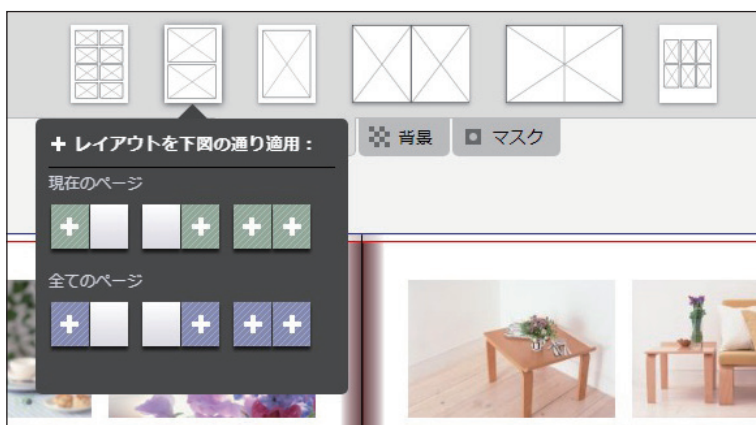 背景
マスク
+ レイアウトを下図の通り適用：
現在のページ
全てのページ